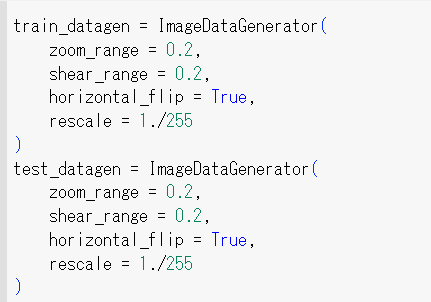 train_datagen = ImageDataGenerator(
    zoom_range = 0.2,
    shear_range = 0.2,
    horizontal_flip = True,
    rescale = 1./255
)
test_datagen = ImageDataGenerator(
    zoom_range = 0.2,
    shear_range = 0.2,
    horizontal_flip = True,
    rescale = 1./255
)